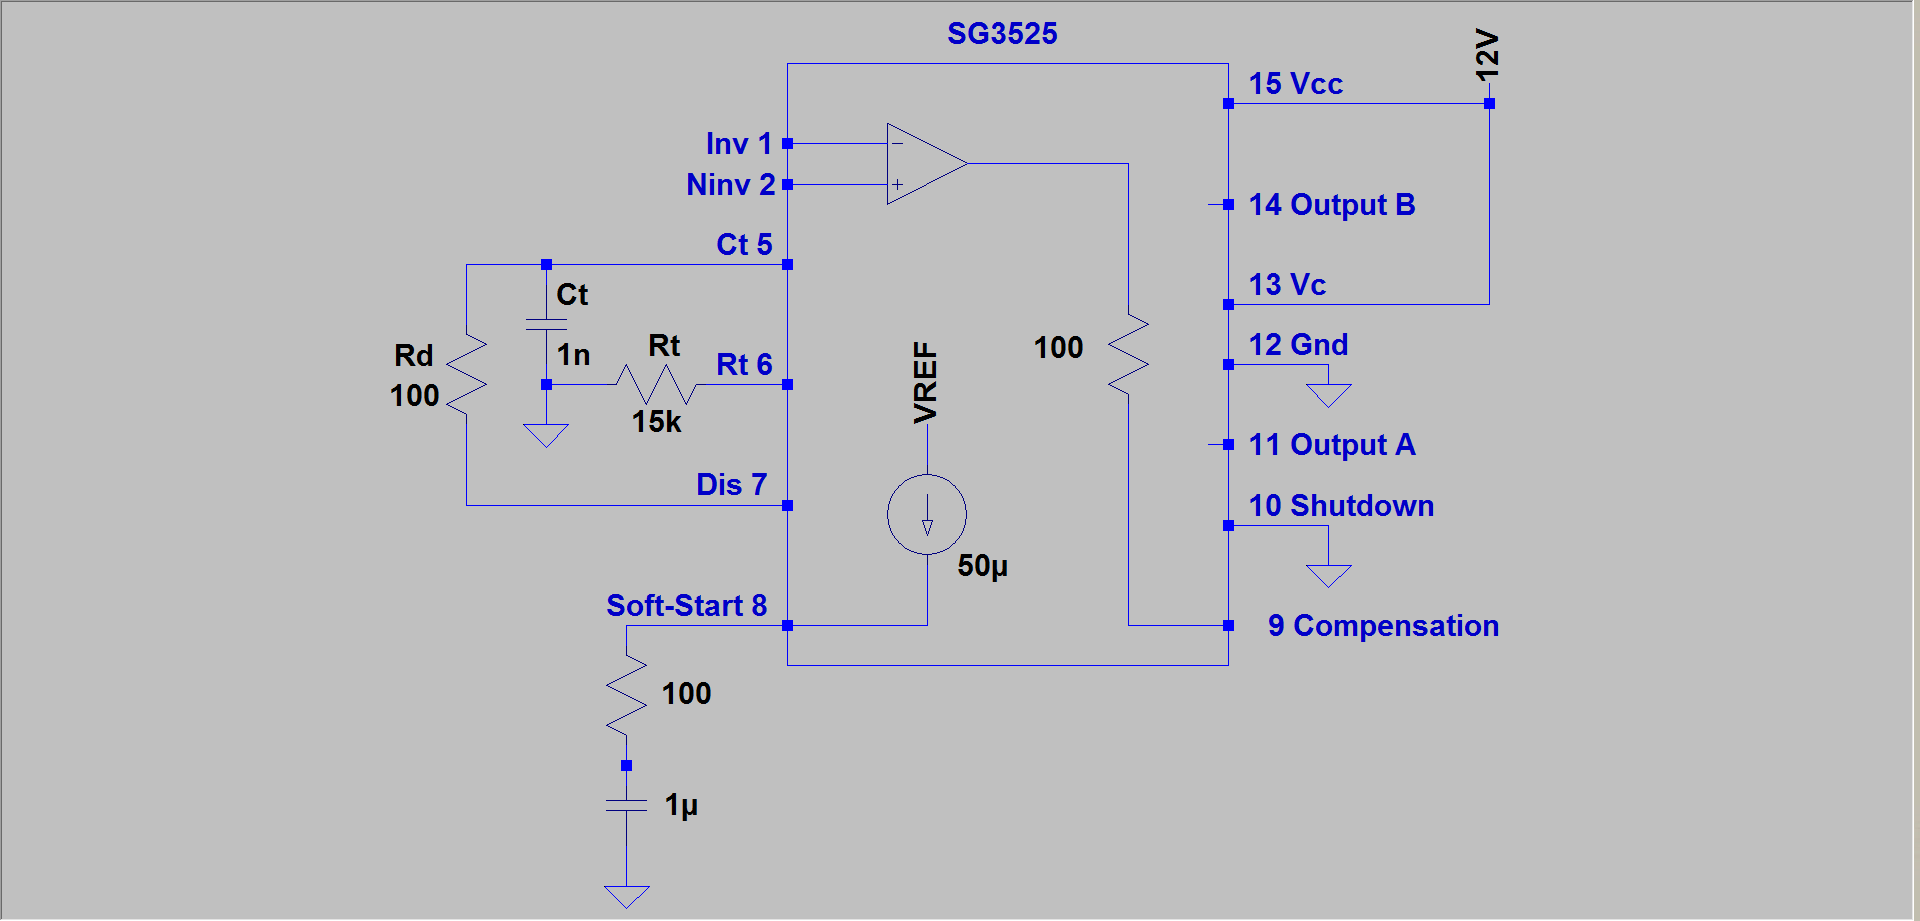 SG3525
12V
15 Vcc
Inv 1
Ninv 2
14 Output B
Ct 5
13 Vc
Ct
1n
Rt
Rd
100
Rt 6
15k
VREF
100
12 Gnd
11 Output A
Dis 7
10 Shutdown
50µ
Soft-Start 8
9 Compensation
100
1µ